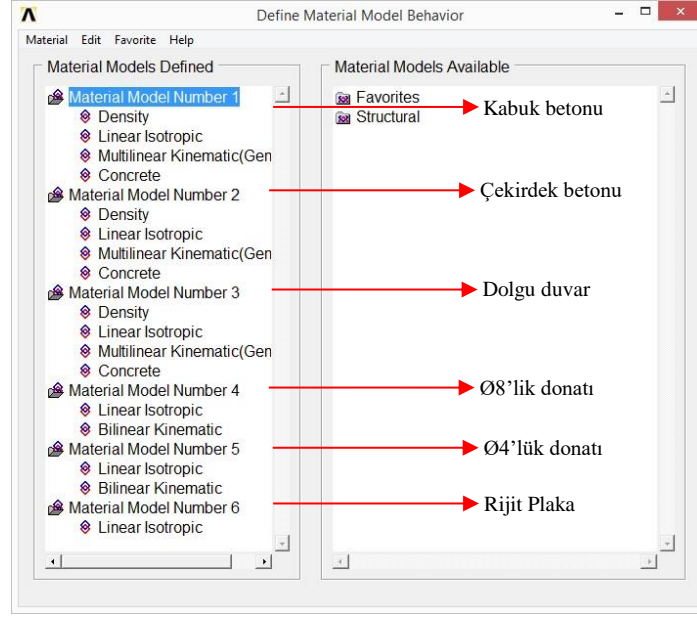 Define Material Model Behavior
Material Edit Favorite Help
Material Models Defined
Material Model Number 1
Density
Linear Isotropic
Multilinear Kinematic(Gen
Concrete
Material Model Number 2
Density
Linear Isotropic
Multilinear Kinematic(Gen
Concrete
Material Model Number 3
Density
Linear Isotropic
Multilinear Kinematic(Gen
Concrete
Material Model Number 4
Linear Isotropic
Bilinear Kinematic
Material Model Number 5
Linear Isotropic
Bilinear Kinematic
Material Model Number 6
Linear Isotropic
Material Models Available
Favorites
Structural
Kabuk betonu
Çekirdek betonu
Dolgu duvar
Ø8’lik donatı
Ø4’lük donatı
Rijit Plaka